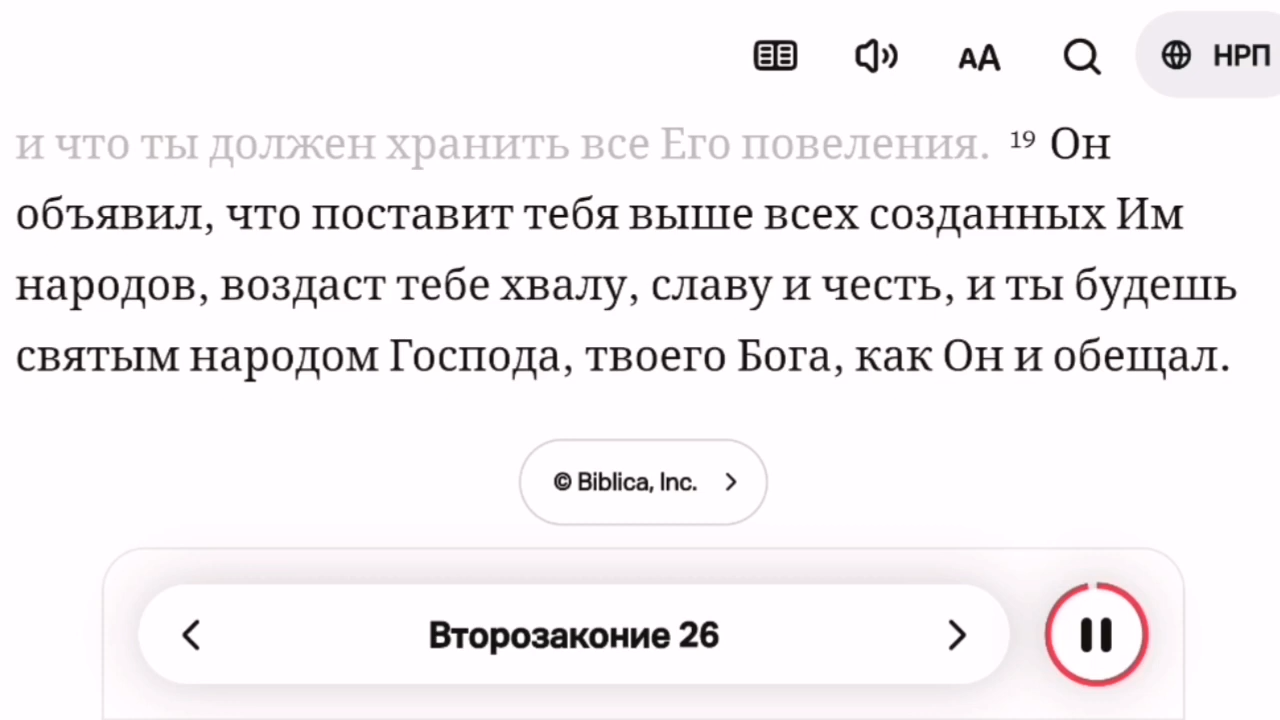 AA
НРП
и что ты должен хранить все Его повеления. 19 Он
объявил, что поставит тебя выше всех созданных Им
народов, воздаст тебе хвалу, славу и честь, и ты будешь
святым народом Господа, твоего Бога, как Он и обещал.
© Biblica, Inc.
Второзаконие 26